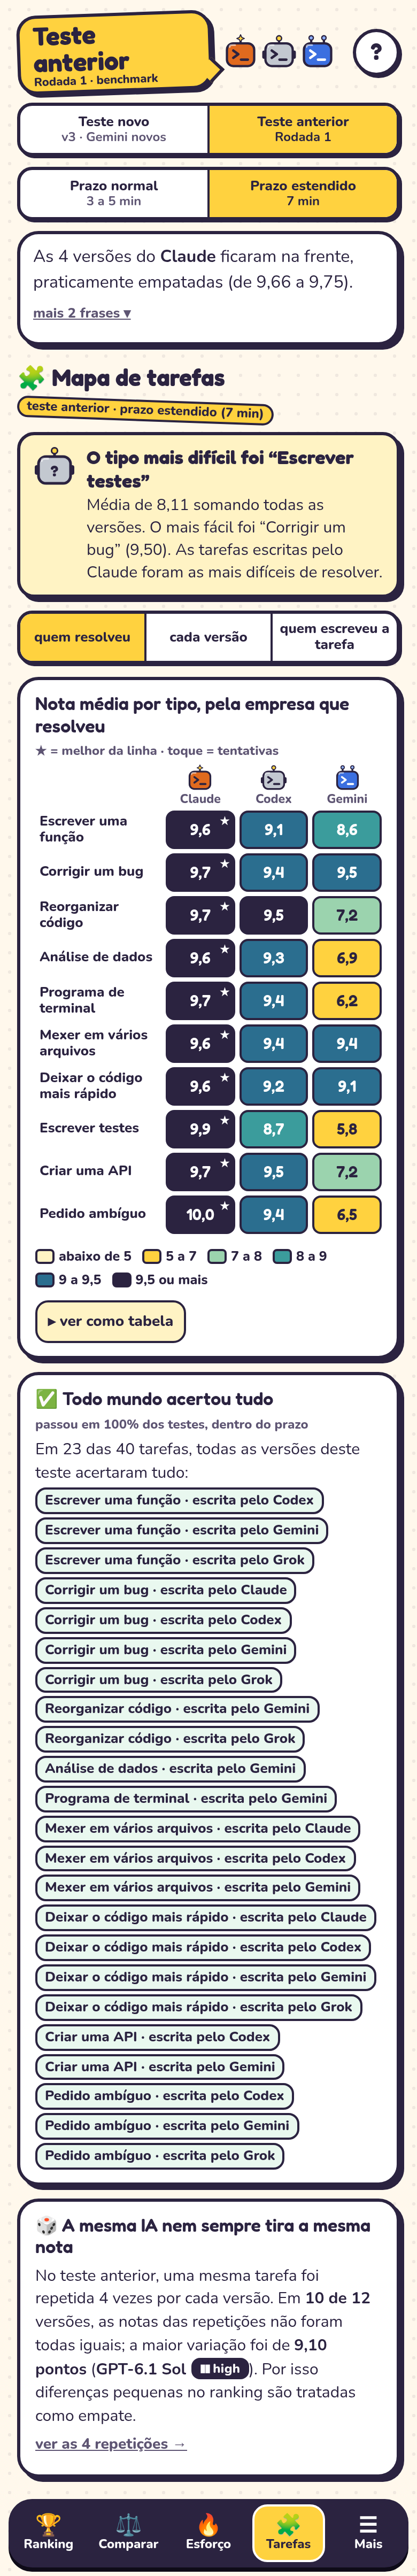 Teste
anterior
Rodada 1 · benchmark
?
Teste novo
v3 · Gemini novos
Teste anterior
Rodada 1
Prazo normal
3 a 5 min
Prazo estendido
7 min
As 4 versões do Claude ficaram na frente,
praticamente empatadas (de 9,66 a 9,75).
mais 2 frases ▾
🧩 Mapa de tarefas
teste anterior · prazo estendido (7 min)
?
O tipo mais difícil foi “Escrever
testes”
Média de 8,11 somando todas as
versões. O mais fácil foi “Corrigir um
bug” (9,50). As tarefas escritas pelo
Claude foram as mais difíceis de resolver.
quem resolveu
cada versão
quem escreveu a
tarefa
Nota média por tipo, pela empresa que
resolveu
★ = melhor da linha · toque = tentativas
Claude Codex Gemini
Escrever uma
função
9,6 ★ 9,1 8,6
Corrigir um bug 9,7 ★ 9,4 9,5
Reorganizar
código
9,7 ★ 9,5 7,2
Análise de dados 9,6 ★ 9,3 6,9
Programa de
terminal
9,7 ★ 9,4 6,2
Mexer em vários
arquivos
9,6 ★ 9,4 9,4
Deixar o código
mais rápido
9,6 ★ 9,2 9,1
Escrever testes 9,9 ★ 8,7 5,8
Criar uma API 9,7 ★ 9,5 7,2
Pedido ambíguo 10,0 ★ 9,4 6,5
abaixo de 5 5 a 7 7 a 8 8 a 9
9 a 9,5 9,5 ou mais
▸ ver como tabela
✅ Todo mundo acertou tudo
passou em 100% dos testes, dentro do prazo
Em 23 das 40 tarefas, todas as versões deste
teste acertaram tudo:
Escrever uma função · escrita pelo Codex
Escrever uma função · escrita pelo Gemini
Escrever uma função · escrita pelo Grok
Corrigir um bug · escrita pelo Claude
Corrigir um bug · escrita pelo Codex
Corrigir um bug · escrita pelo Gemini
Corrigir um bug · escrita pelo Grok
Reorganizar código · escrita pelo Gemini
Reorganizar código · escrita pelo Grok
Análise de dados · escrita pelo Gemini
Programa de terminal · escrita pelo Gemini
Mexer em vários arquivos · escrita pelo Claude
Mexer em vários arquivos · escrita pelo Codex
Mexer em vários arquivos · escrita pelo Gemini
Deixar o código mais rápido · escrita pelo Claude
Deixar o código mais rápido · escrita pelo Codex
Deixar o código mais rápido · escrita pelo Gemini
Deixar o código mais rápido · escrita pelo Grok
Criar uma API · escrita pelo Codex
Criar uma API · escrita pelo Gemini
Pedido ambíguo · escrita pelo Codex
Pedido ambíguo · escrita pelo Gemini
Pedido ambíguo · escrita pelo Grok
🎲 A mesma IA nem sempre tira a mesma
nota
No teste anterior, uma mesma tarefa foi
repetida 4 vezes por cada versão. Em 10 de 12
versões, as notas das repetições não foram
todas iguais; a maior variação foi de 9,10
pontos (GPT-6.1 Sol high). Por isso
diferenças pequenas no ranking são tratadas
como empate.
ver as 4 repetições →
Ranking Comparar Esforço Tarefas Mais